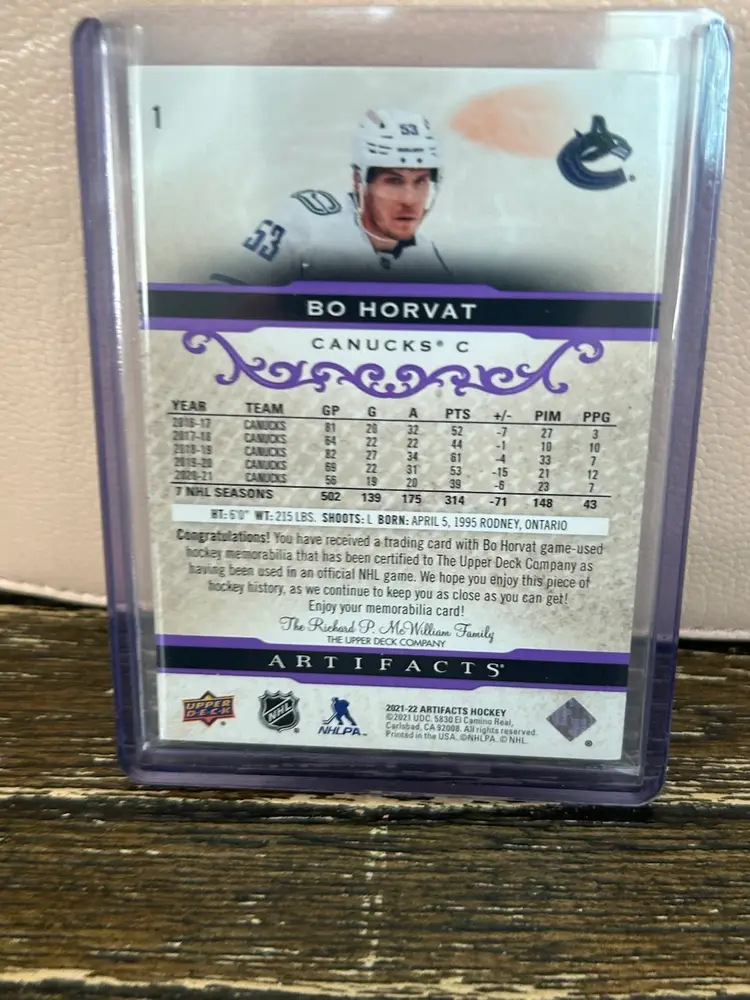 1
53
53
BO HORVAT
CANUCKS® C
YEAR TEAM GP G A PTS +/- PIM PPG
2016-17 CANUCKS 81 20 32 52 -7 27 3
2017-18 CANUCKS 64 22 22 44 -1 10 10
2018-19 CANUCKS 82 27 34 61 -4 33 7
2019-20 CANUCKS 69 22 31 53 -15 21 12
2020-21 CANUCKS 56 19 20 39 -6 23 7
7 NHL SEASONS 502 139 175 314 -71 148 43
HT: 6'0" WT: 215 LBS. SHOOTS: L BORN: APRIL 5, 1995 RODNEY, ONTARIO
Congratulations! You have received a trading card with Bo Horvat game-used
hockey memorabilia that has been certified to The Upper Deck Company as
having been used in an official NHL game. We hope you enjoy this piece of
hockey history, as we continue to keep you as close as you can get!
Enjoy your memorabilia card!
The Richard P. McWilliam Family
THE UPPER DECK COMPANY
ARTIFACTS®
UPPER
DECK
NHL
NHLPA
2021-22 ARTIFACTS HOCKEY
©2021 UDC. 5830 El Camino Real,
Carlsbad, CA 92008. All rights reserved.
Printed in the USA. ©NHLPA. © NHL.